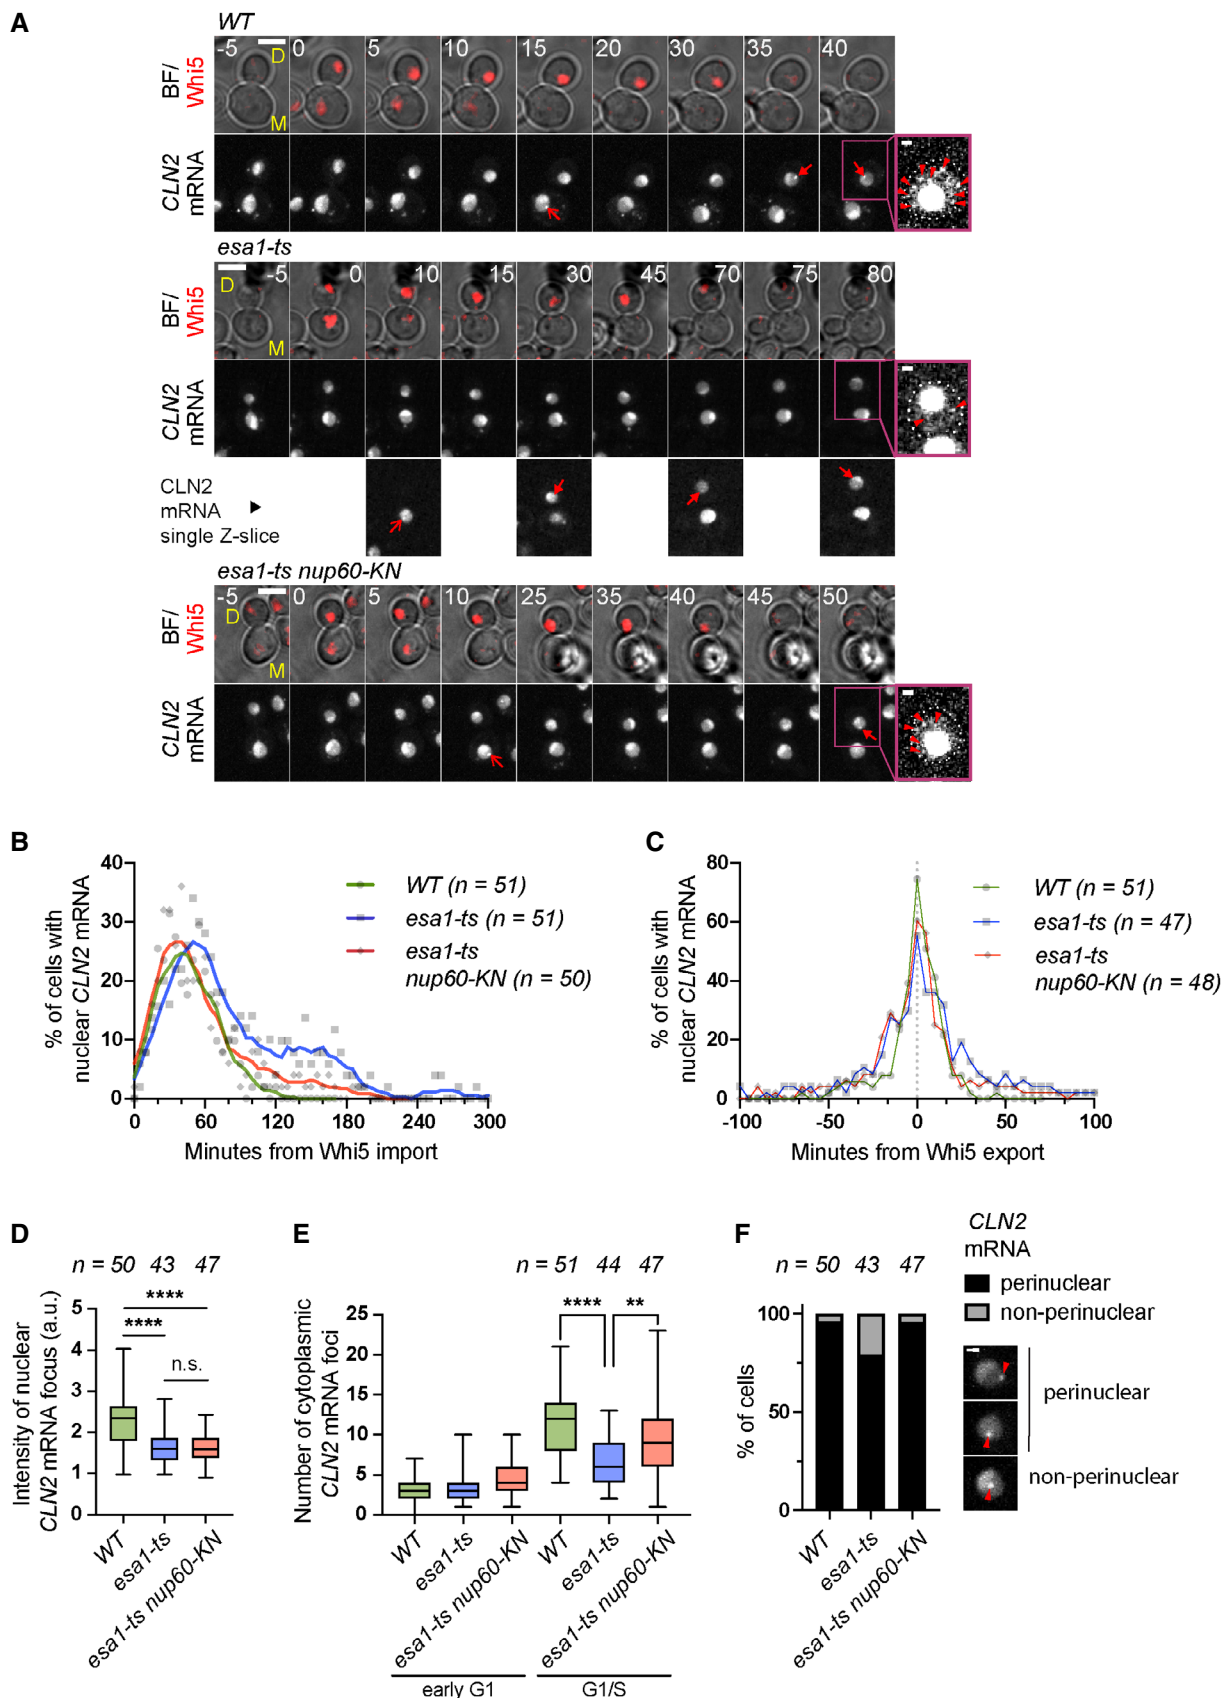 A
WT
BF/
Whi5
-5 0 5 10 15 20 30 35 40
D
M
CLN2
mRNA
esa1-ts
BF/
Whi5
-5 0 10 15 30 45 70 75 80
D
M
CLN2
mRNA
CLN2
mRNA
single Z-slice
esa1-ts nup60-KN
BF/
Whi5
-5 0 5 10 25 35 40 45 50
D
M
CLN2
mRNA
B
% of cells with
nuclear CLN2 mRNA
40
30
20
10
0
0 60 120 180 240 300
Minutes from Whi5 import
WT (n = 51)
esa1-ts (n = 51)
esa1-ts
nup60-KN (n = 50)
C
% of cells with
nuclear CLN2 mRNA
80
60
40
20
0
-100 -50 0 50 100
Minutes from Whi5 export
WT (n = 51)
esa1-ts (n = 47)
esa1-ts
nup60-KN (n = 48)
D
n = 50 43 47
Intensity of nuclear
CLN2 mRNA focus (a.u.)
5
4
3
2
1
0
****
****
n.s.
WT
esa1-ts
esa1-ts nup60-KN
E
n = 51 44 47
Number of cytoplasmic
CLN2 mRNA foci
25
20
15
10
5
0
**** **
WT
esa1-ts
esa1-ts nup60-KN
WT
esa1-ts
esa1-ts nup60-KN
early G1
G1/S
F
n = 50 43 47
% of cells
100
50
0
WT
esa1-ts
esa1-ts nup60-KN
CLN2
mRNA
perinuclear
non-perinuclear
perinuclear
non-perinuclear